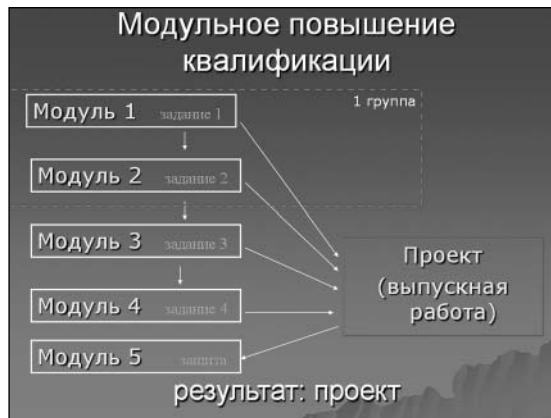 Модульное повышение
квалификации
1 группа
Модуль 1 задание 1
Модуль 2 задание 2
Модуль 3 задание 3
Модуль 4 задание 4
Модуль 5 защита
Проект
(выпускная
работа)
результат: проект